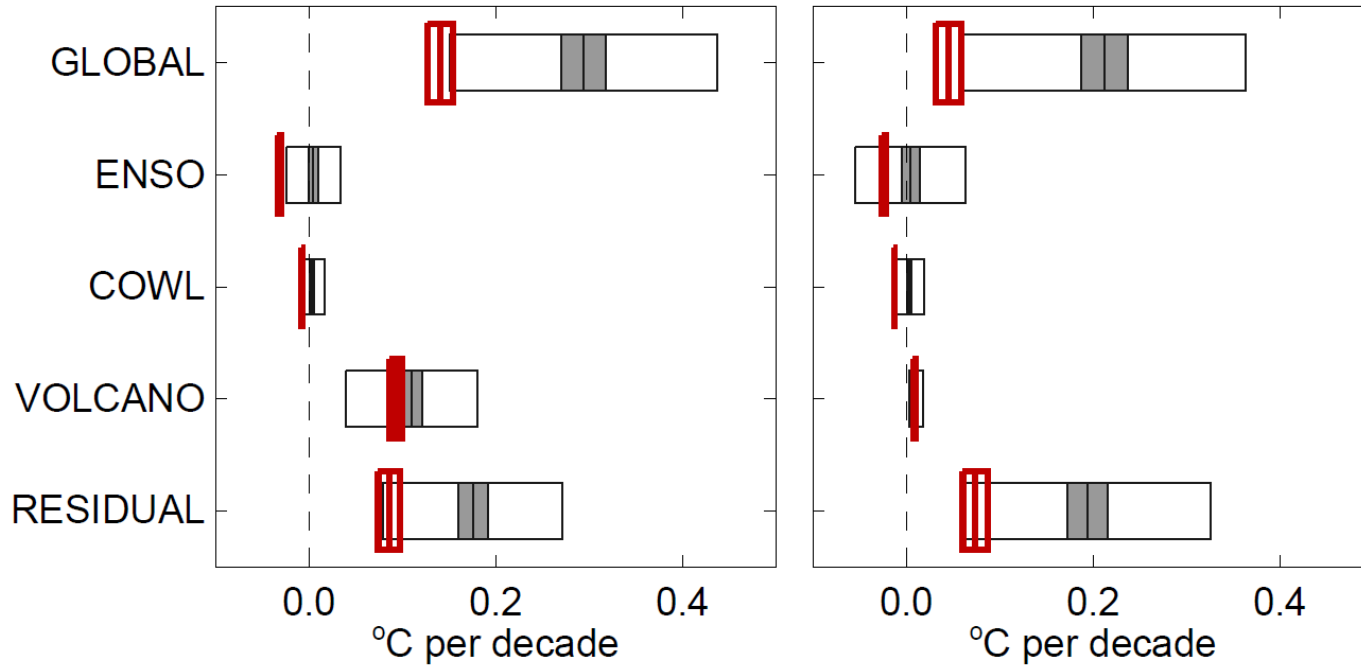 GLOBAL
ENSO
COWL
VOLCANO
RESIDUAL
0.0 0.2 0.4
°C per decade
0.0 0.2 0.4
°C per decade